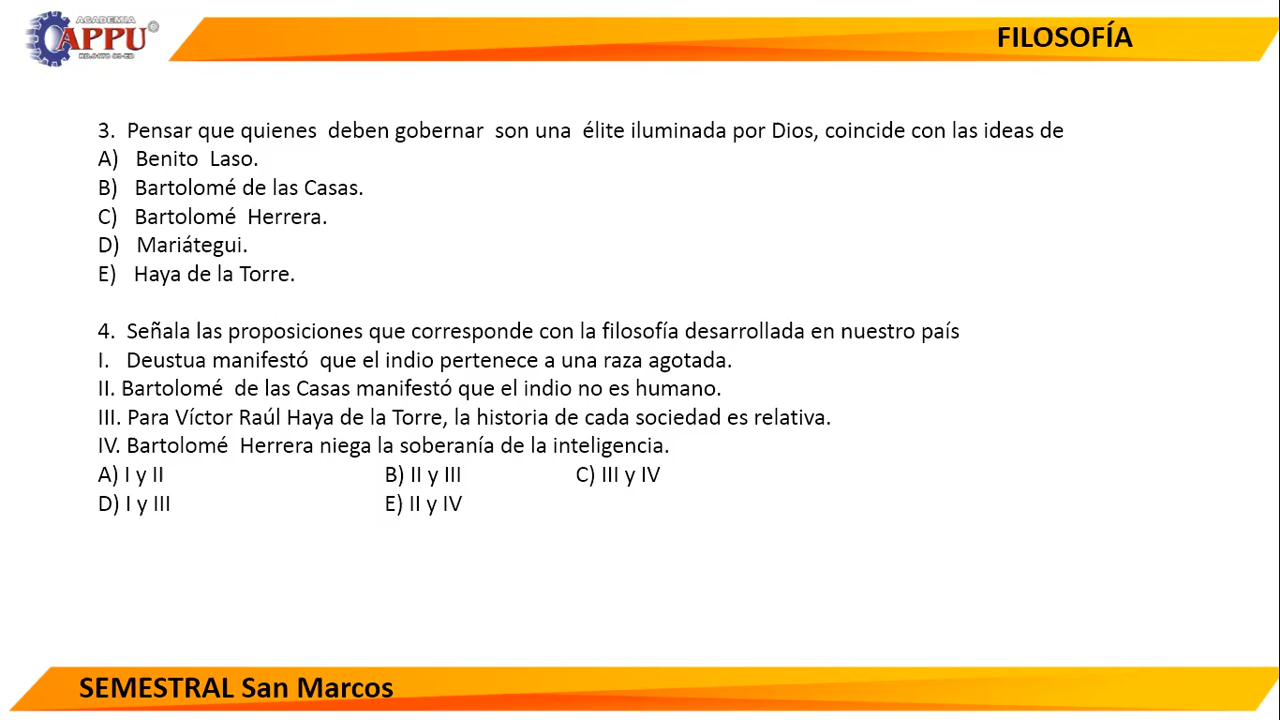 ACADEMIA
APPU
FILOSOFÍA
3. Pensar que quienes deben gobernar son una élite iluminada por Dios, coincide con las ideas de
A) Benito Laso.
B) Bartolomé de las Casas.
C) Bartolomé Herrera.
D) Mariátegui.
E) Haya de la Torre.
4. Señala las proposiciones que corresponde con la filosofía desarrollada en nuestro país
I. Deustua manifestó que el indio pertenece a una raza agotada.
II. Bartolomé de las Casas manifestó que el indio no es humano.
III. Para Víctor Raúl Haya de la Torre, la historia de cada sociedad es relativa.
IV. Bartolomé Herrera niega la soberanía de la inteligencia.
A) I y II B) II y III C) III y IV
D) I y III E) II y IV
SEMESTRAL San Marcos